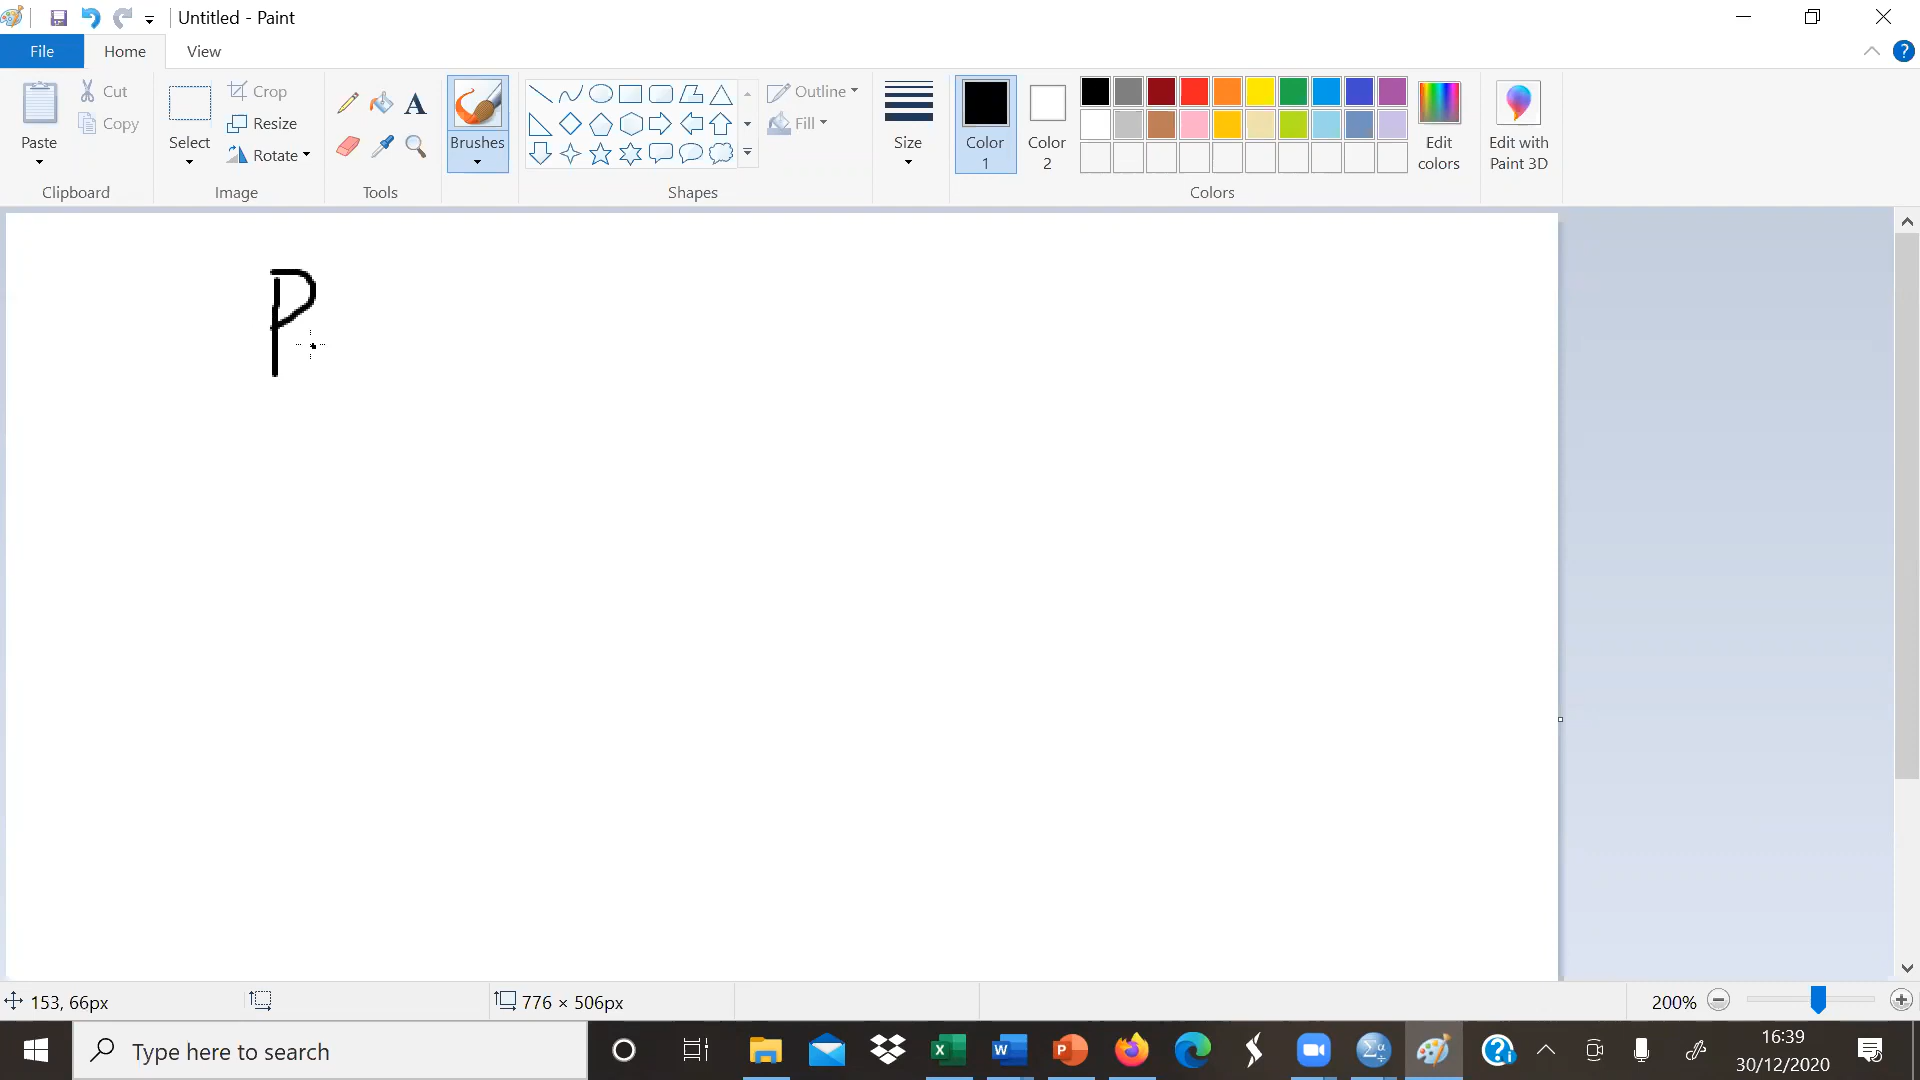 Untitled - Paint
File Home View
Paste Cut Copy Clipboard
Select Crop Resize Rotate Image
A Tools
Brushes
Shapes
Outline Fill
Size
Color 1 Color 2
Edit colors Colors
Edit with Paint 3D
P
153, 66px 776 × 506px 200%
Type here to search
16:39
30/12/2020